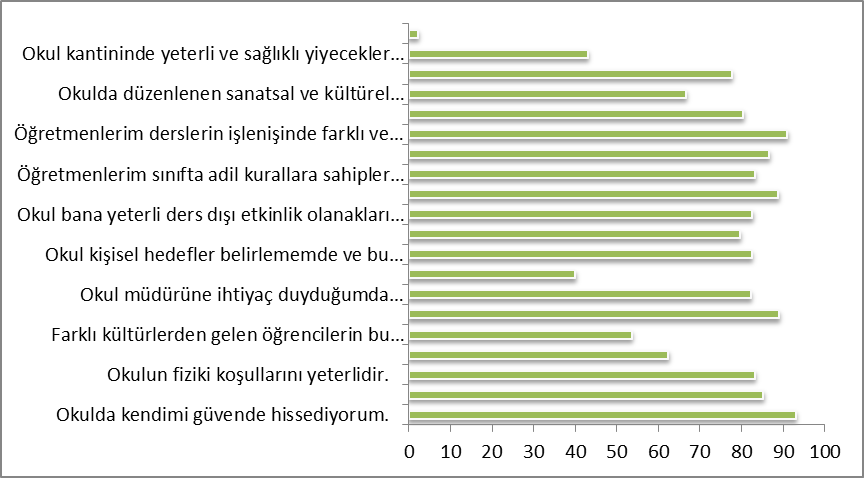 Okul kantininde yeterli ve sağlıklı yiyecekler...
Okulda düzenlenen sanatsal ve kültürel...
Öğretmenlerim derslerin işlenişinde farklı ve...
Öğretmenlerim sınıfta adil kurallara sahipler...
Okul bana yeterli ders dışı etkinlik olanakları...
Okul kişisel hedefler belirlememde ve bu...
Okul müdürüne ihtiyaç duyduğumda...
Farklı kültürlerden gelen öğrencilerin bu...
Okulun fiziki koşullarını yeterlidir.
Okulda kendimi güvende hissediyorum.
0 10 20 30 40 50 60 70 80 90 100